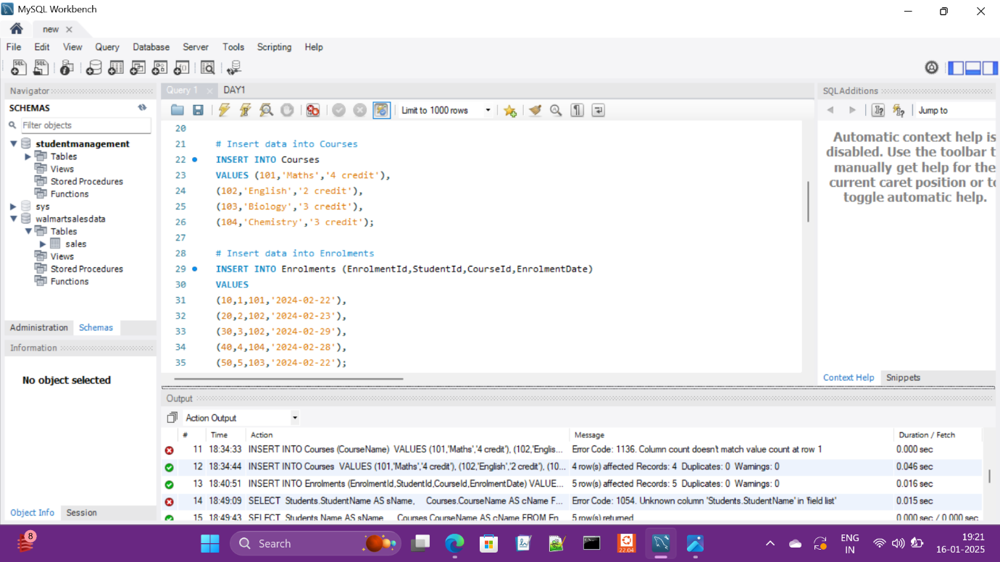 MySQL Workbench
new
File Edit View Query Database Server Tools Scripting Help
Navigator
SCHEMAS
Filter objects
studentmanagement
Tables
Views
Stored Procedures
Functions
sys
walmartsalesdata
Tables
sales
Views
Stored Procedures
Functions
Administration Schemas
Information
No object selected
Object Info Session
Query 1 DAY1
Limit to 1000 rows
20
21 # Insert data into Courses
22 INSERT INTO Courses
23 VALUES (101,'Maths','4 credit'),
24 (102,'English','2 credit'),
25 (103,'Biology','3 credit'),
26 (104,'Chemistry','3 credit');
27
28 # Insert data into Enrolments
29 INSERT INTO Enrolments (EnrolmentId,StudentId,CourseId,EnrolmentDate)
30 VALUES
31 (10,1,101,'2024-02-22'),
32 (20,2,102,'2024-02-23'),
33 (30,3,102,'2024-02-29'),
34 (40,4,104,'2024-02-28'),
35 (50,5,103,'2024-02-22');
SQLAdditions
Jump to
Automatic context help is
disabled. Use the toolbar t
manually get help for the
current caret position or to
toggle automatic help.
Context Help Snippets
Output
Action Output
# Time Action Message Duration / Fetch
11 18:34:33 INSERT INTO Courses (CourseName) VALUES (101,'Maths','4 credit'), (102,'Englis... Error Code: 1136. Column count doesn't match value count at row 1 0.000 sec
12 18:34:44 INSERT INTO Courses VALUES (101,'Maths','4 credit'), (102,'English','2 credit'), (10... 4 row(s) affected Records: 4 Duplicates: 0 Warnings: 0 0.046 sec
13 18:40:51 INSERT INTO Enrolments (EnrolmentId,StudentId,CourseId,EnrolmentDate) VALUE... 5 row(s) affected Records: 5 Duplicates: 0 Warnings: 0 0.016 sec
14 18:49:09 SELECT Students.StudentName AS sName, Courses.CourseName AS cName F... Error Code: 1054. Unknown column 'Students.StudentName' in 'field list' 0.015 sec
15 18:49:43 SELECT Students.Name AS sName, Courses.CourseName AS cName FROM En... 5 row(s) returned 0.000 sec / 0.000 sec
8
Search
22.04
ENG
IN
19:21
16-01-2025